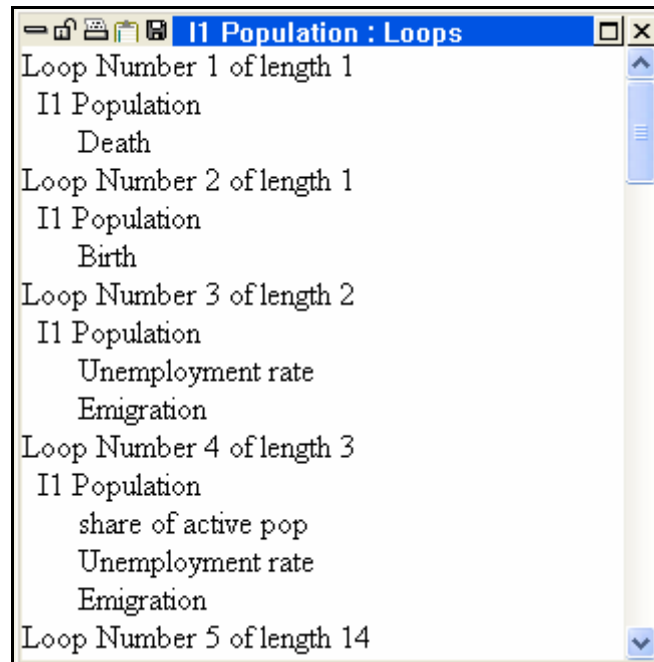 I1 Population : Loops
Loop Number 1 of length 1
I1 Population
Death
Loop Number 2 of length 1
I1 Population
Birth
Loop Number 3 of length 2
I1 Population
Unemployment rate
Emigration
Loop Number 4 of length 3
I1 Population
share of active pop
Unemployment rate
Emigration
Loop Number 5 of length 14